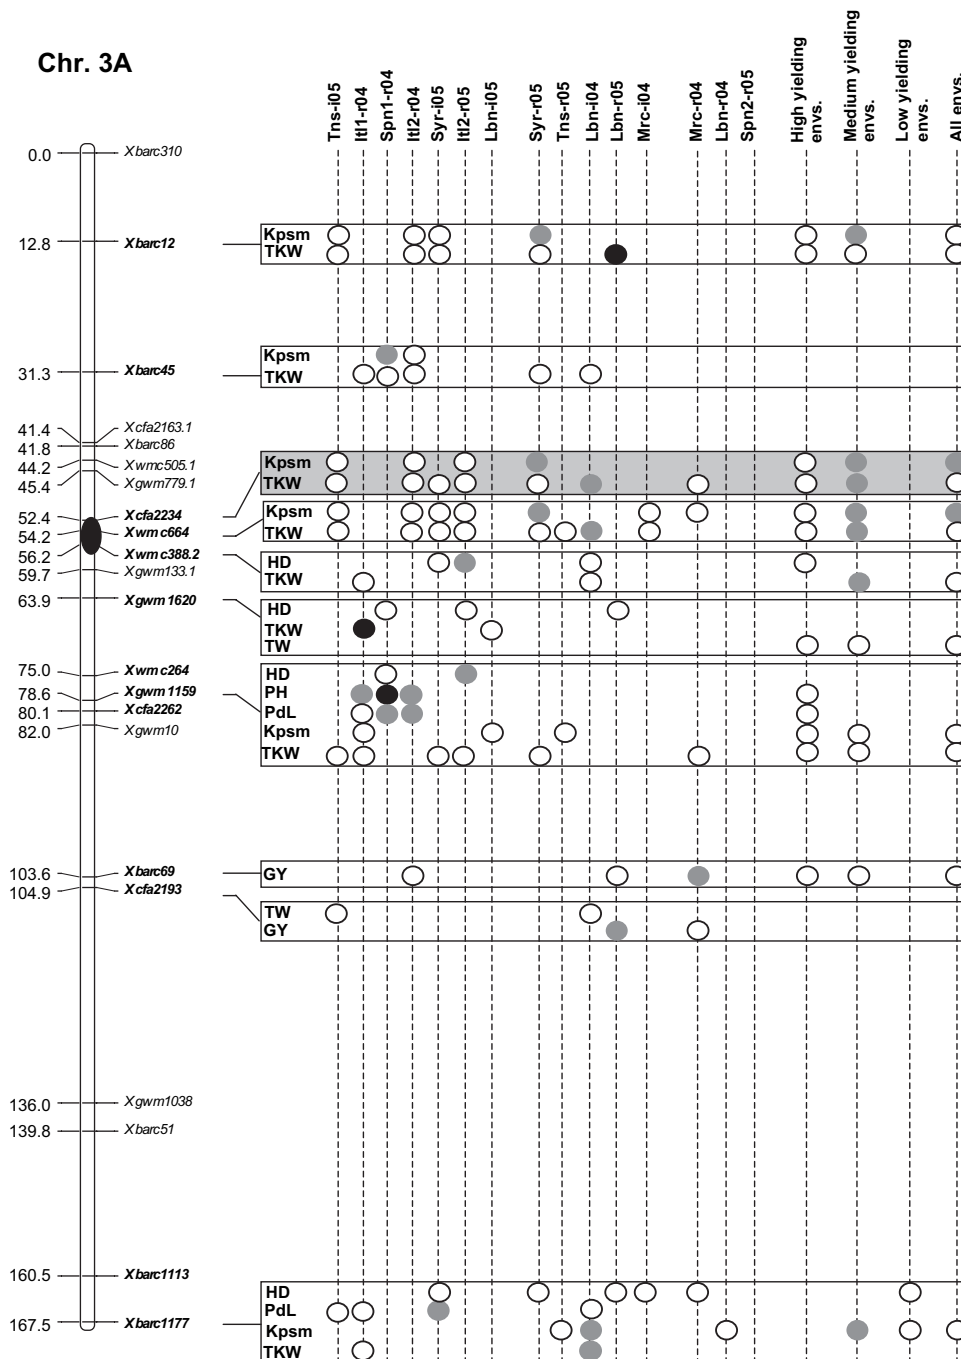 Chr. 3A
Tns-i05
Itl1-r04
Spn1-r04
Itl2-r04
Syr-i05
Itl2-r05
Lbn-i05
Syr-r05
Tns-r05
Lbn-i04
Lbn-r05
Mrc-i04
Mrc-r04
Lbn-r04
Spn2-r05
High yielding
envs.
Medium yielding
envs.
Low yielding
envs.
All envs.
0.0 Xbarc310
12.8 Xbarc12
Kpsm
TKW
31.3 Xbarc45
Kpsm
TKW
41.4 Xcfa2163.1
41.8 Xbarc86
44.2 Xwmc505.1
45.4 Xgwm779.1
52.4 Xcfa2234
54.2 Xwmc664
56.2 Xwmc388.2
59.7 Xgwm133.1
63.9 Xgwm1620
75.0 Xwmc264
78.6 Xgwm1159
80.1 Xcfa2262
82.0 Xgwm10
Kpsm
TKW
Kpsm
TKW
HD
TKW
HD
TKW
TW
HD
PH
PdL
Kpsm
TKW
103.6 Xbarc69
104.9 Xcfa2193
GY
TW
GY
136.0 Xgwm1038
139.8 Xbarc51
160.5 Xbarc1113
167.5 Xbarc1177
HD
PdL
Kpsm
TKW